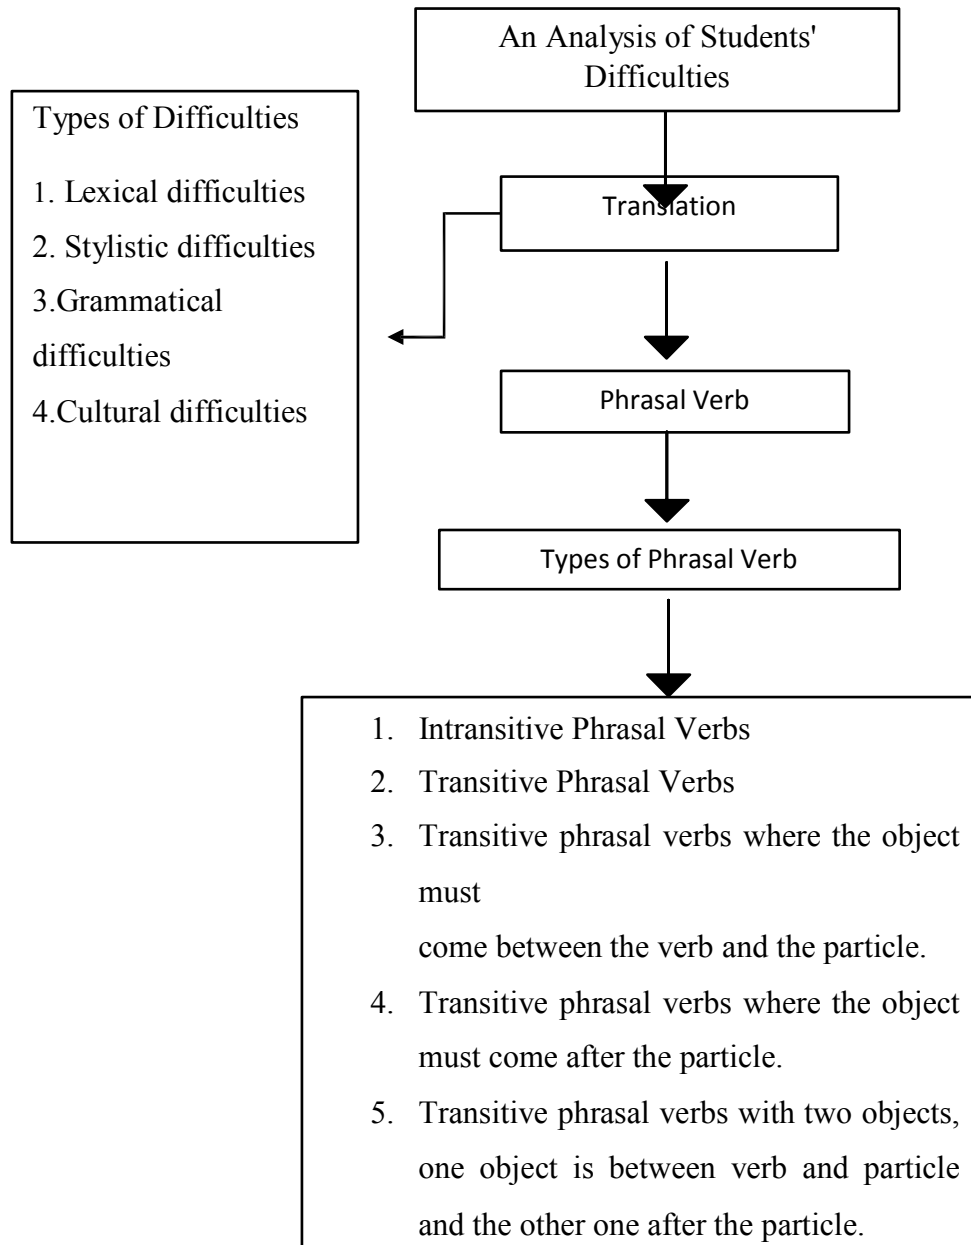 An Analysis of Students'
Difficulties
Types of Difficulties
1. Lexical difficulties
2. Stylistic difficulties
3.Grammatical
difficulties
4.Cultural difficulties
Translation
Phrasal Verb
Types of Phrasal Verb
1. Intransitive Phrasal Verbs
2. Transitive Phrasal Verbs
3. Transitive phrasal verbs where the object
must
come between the verb and the particle.
4. Transitive phrasal verbs where the object
must come after the particle.
5. Transitive phrasal verbs with two objects,
one object is between verb and particle
and the other one after the particle.